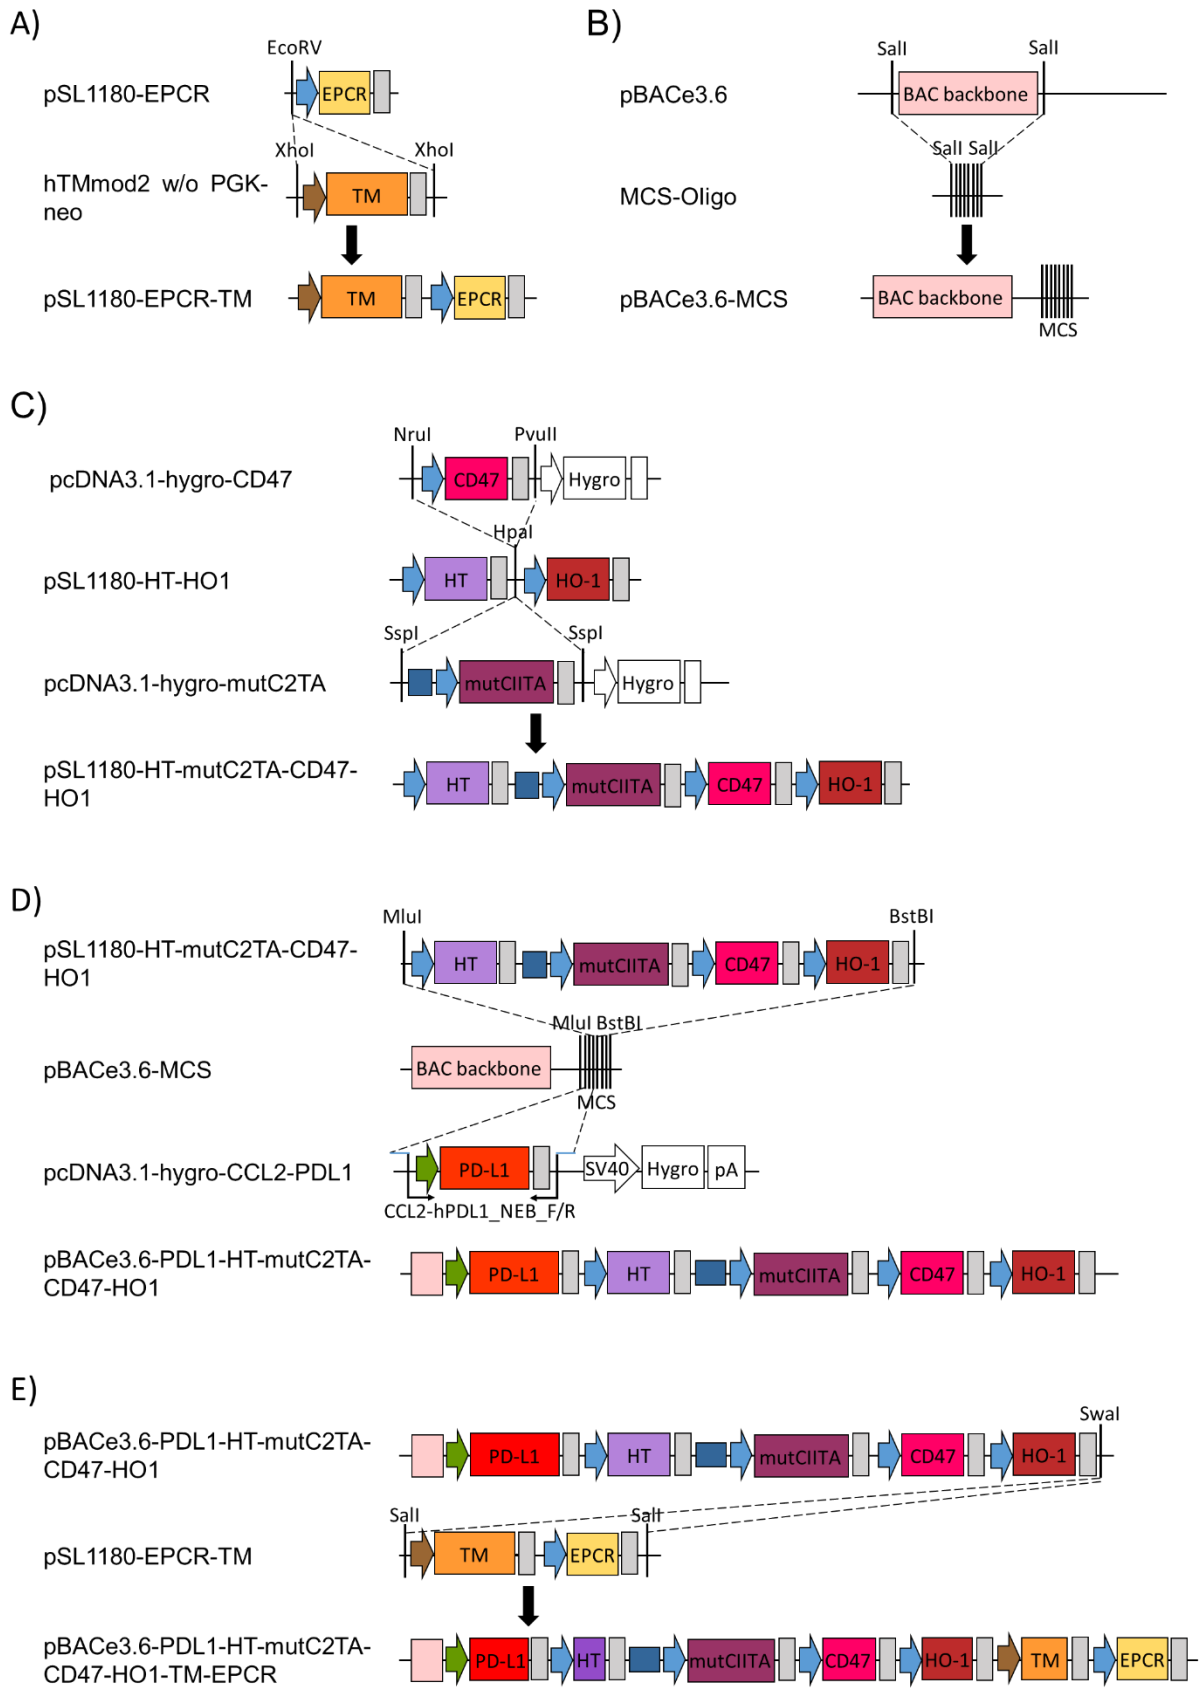 A)
EcoRV
pSL1180-EPCR
EPCR
XhoI XhoI
hTMmod2 w/o PGK-
neo
TM
pSL1180-EPCR-TM
TM EPCR
B)
SalI SalI
pBACe3.6
BAC backbone
SalI SalI
MCS-Oligo
pBACe3.6-MCS
BAC backbone
MCS
C)
NruI PvuII
pcDNA3.1-hygro-CD47
CD47 Hygro
HpaI
pSL1180-HT-HO1
HT HO-1
SspI SspI
pcDNA3.1-hygro-mutC2TA
mutCIITA Hygro
pSL1180-HT-mutC2TA-CD47-
HO1
HT mutCIITA CD47 HO-1
D)
MluI BstBI
pSL1180-HT-mutC2TA-CD47-
HO1
HT mutCIITA CD47 HO-1
MluI BstBI
pBACe3.6-MCS
BAC backbone
MCS
pcDNA3.1-hygro-CCL2-PDL1
PD-L1 SV40 Hygro pA
CCL2-hPDL1_NEB_F/R
pBACe3.6-PDL1-HT-mutC2TA-
CD47-HO1
PD-L1 HT mutCIITA CD47 HO-1
E)
SwaI
pBACe3.6-PDL1-HT-mutC2TA-
CD47-HO1
PD-L1 HT mutCIITA CD47 HO-1
SalI SalI
pSL1180-EPCR-TM
TM EPCR
pBACe3.6-PDL1-HT-mutC2TA-
CD47-HO1-TM-EPCR
PD-L1 HT mutCIITA CD47 HO-1 TM EPCR